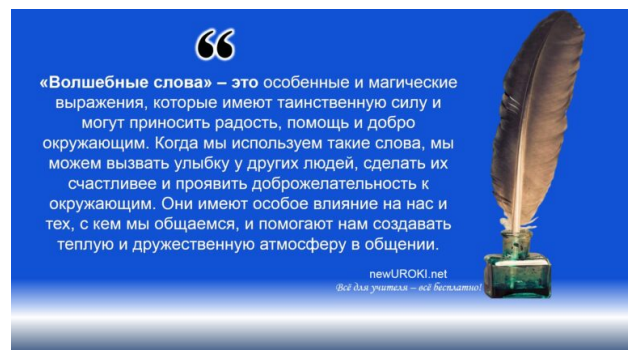 «Волшебные слова» – это особенные и магические
выражения, которые имеют таинственную силу и
могут приносить радость, помощь и добро
окружающим. Когда мы используем такие слова, мы
можем вызвать улыбку у других людей, сделать их
счастливее и проявить доброжелательность к
окружающим. Они имеют особое влияние на нас и
тех, с кем мы общаемся, и помогают нам создавать
теплую и дружественную атмосферу в общении.
newUROKI.net
Всё для учителя – всё бесплатно!